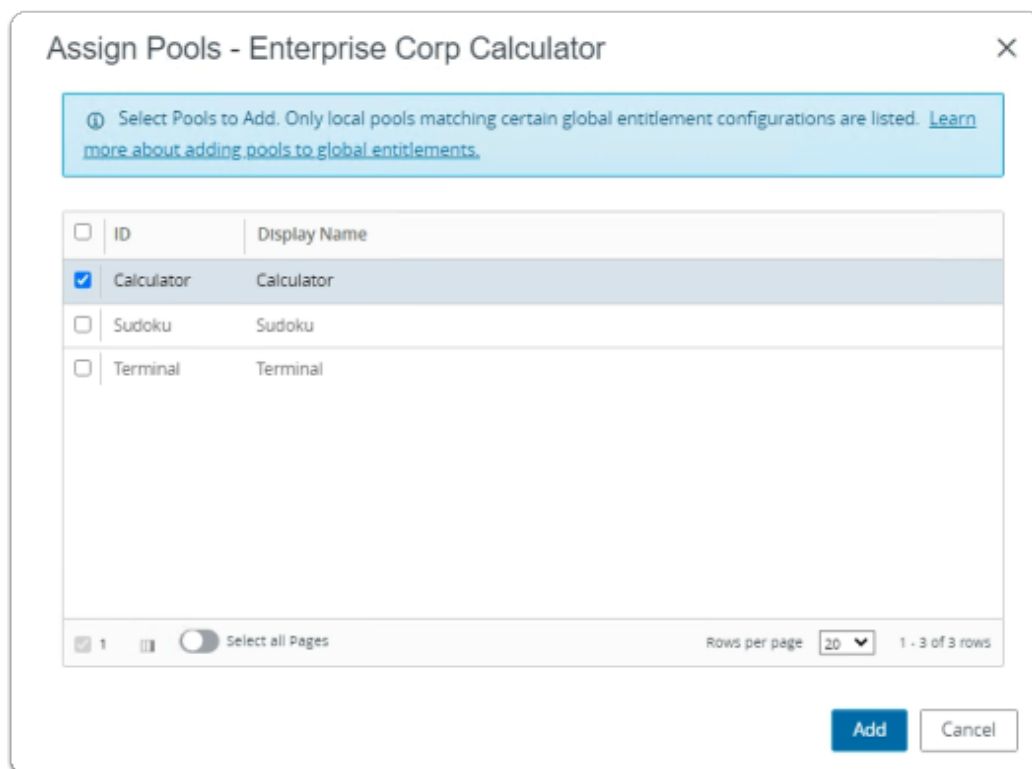 Assign Pools - Enterprise Corp Calculator
Select Pools to Add. Only local pools matching certain global entitlement configurations are listed. Learn
more about adding pools to global entitlements.
ID Display Name
Calculator Calculator
Sudoku Sudoku
Terminal Terminal
1 Select all Pages Rows per page 20 1 - 3 of 3 rows
Add Cancel